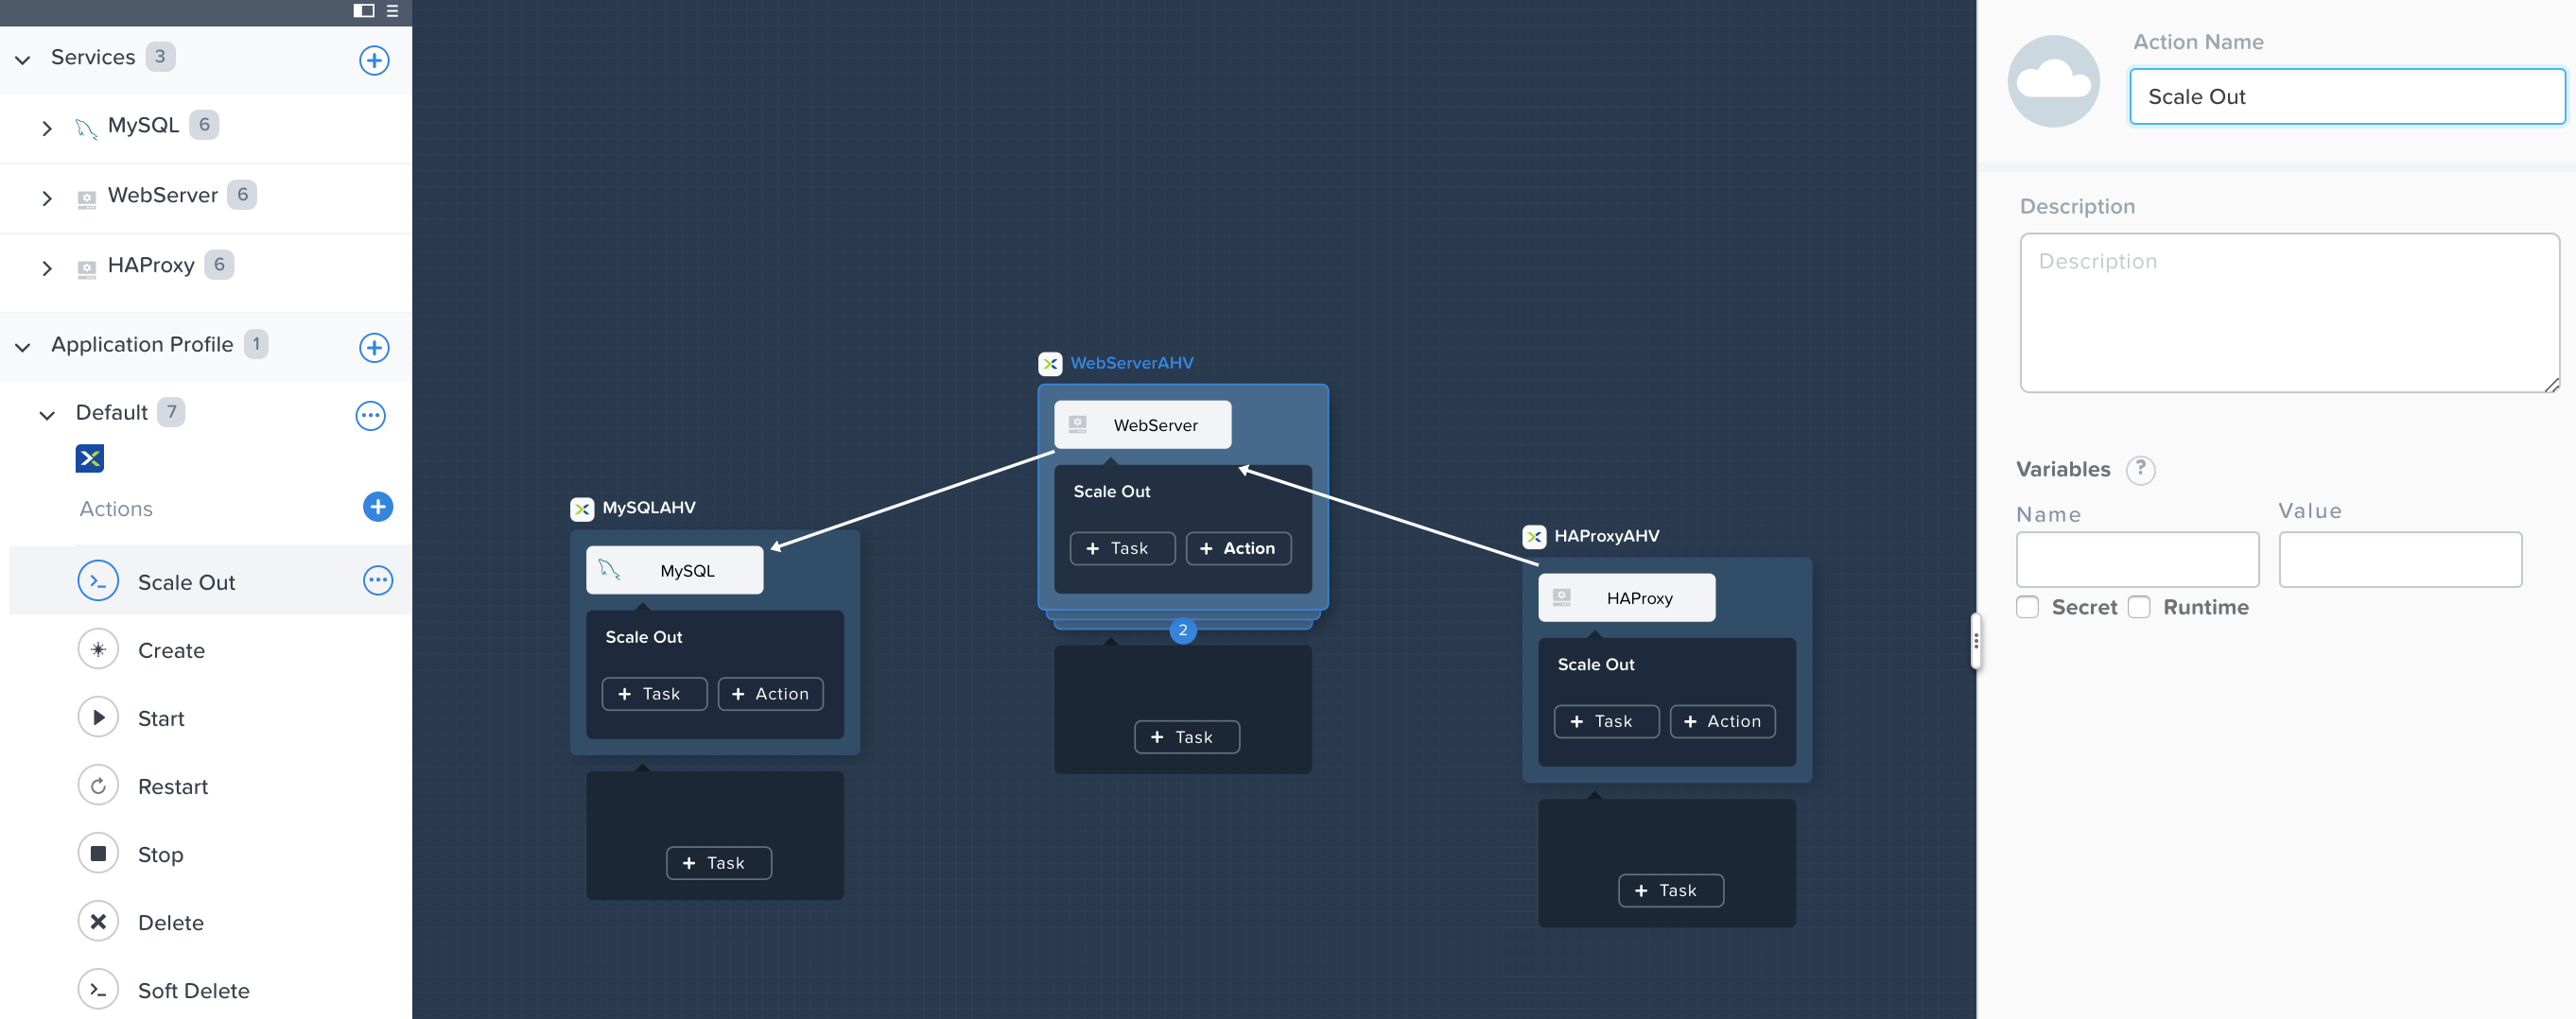 Services 3
MySQL 6
WebServer 6
HAProxy 6
Application Profile 1
Default 7
Actions
Scale Out
Create
Start
Restart
Stop
Delete
Soft Delete
MySQLAHV
MySQL
Scale Out
+ Task + Action
+ Task
WebServerAHV
WebServer
Scale Out
+ Task + Action
2
+ Task
HAProxyAHV
HAProxy
Scale Out
+ Task + Action
+ Task
Action Name
Scale Out
Description
Description
Variables ?
Name Value
Secret Runtime